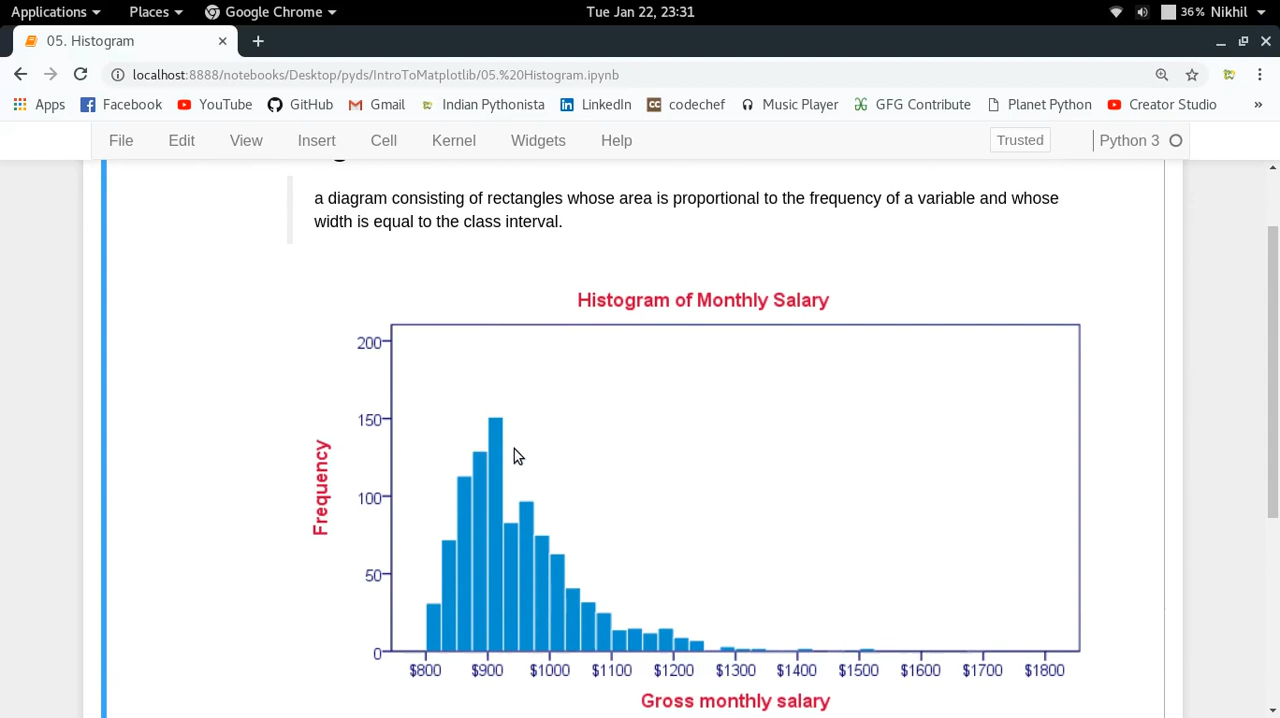 Applications Places Google Chrome Tue Jan 22, 23:31 36% Nikhil
05. Histogram
localhost:8888/notebooks/Desktop/pyds/IntroToMatplotlib/05.%20Histogram.ipynb
Apps Facebook YouTube GitHub Gmail Indian Pythonista LinkedIn codechef Music Player GFG Contribute Planet Python Creator Studio »
File Edit View Insert Cell Kernel Widgets Help Trusted Python 3
a diagram consisting of rectangles whose area is proportional to the frequency of a variable and whose
width is equal to the class interval.
Histogram of Monthly Salary
200
150
100
50
0
Frequency
$800 $900 $1000 $1100 $1200 $1300 $1400 $1500 $1600 $1700 $1800
Gross monthly salary